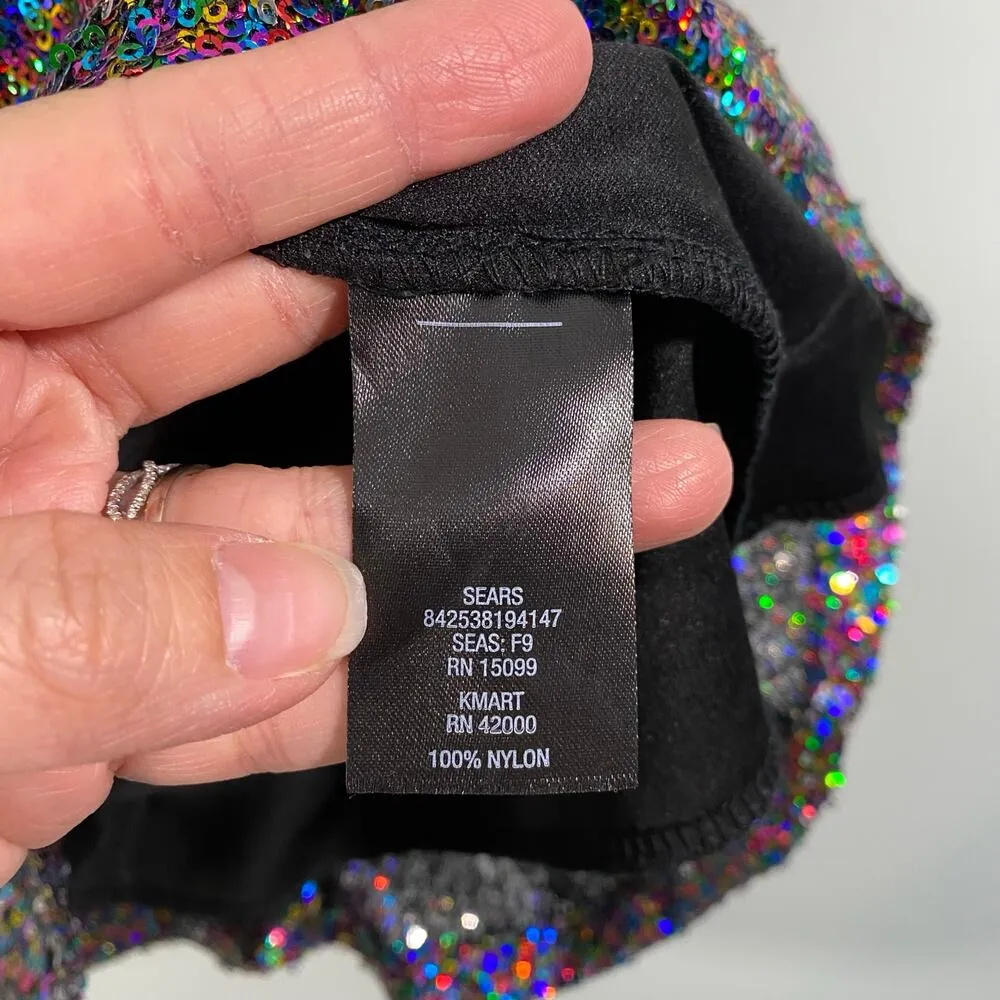 SEARS
842538194147
SEAS: F9
RN 15099
KMART
RN 42000
100% NYLON